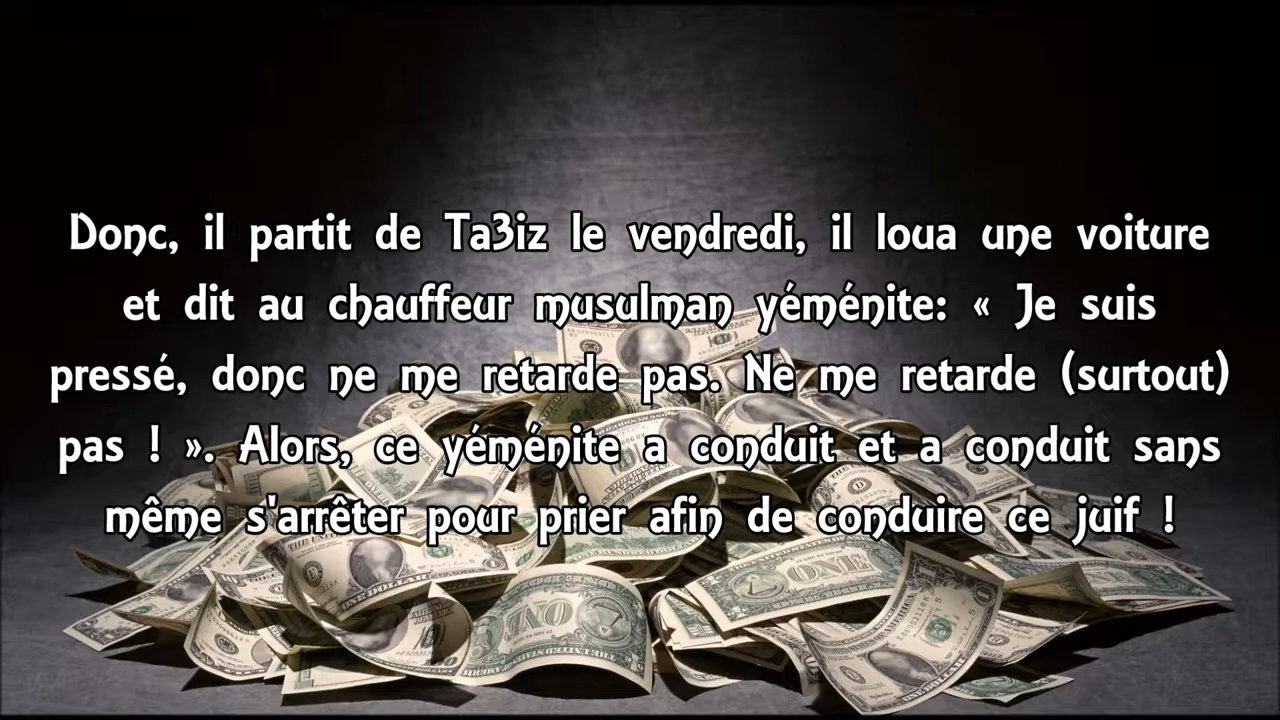 Donc, il partit de Ta3iz le vendredi, il loua une voiture
et dit au chauffeur musulman yéménite: « Je suis
pressé, donc ne me retarde pas. Ne me retarde (surtout)
pas ! ». Alors, ce yéménite a conduit et a conduit sans
même s'arrêter pour prier afin de conduire ce juif !